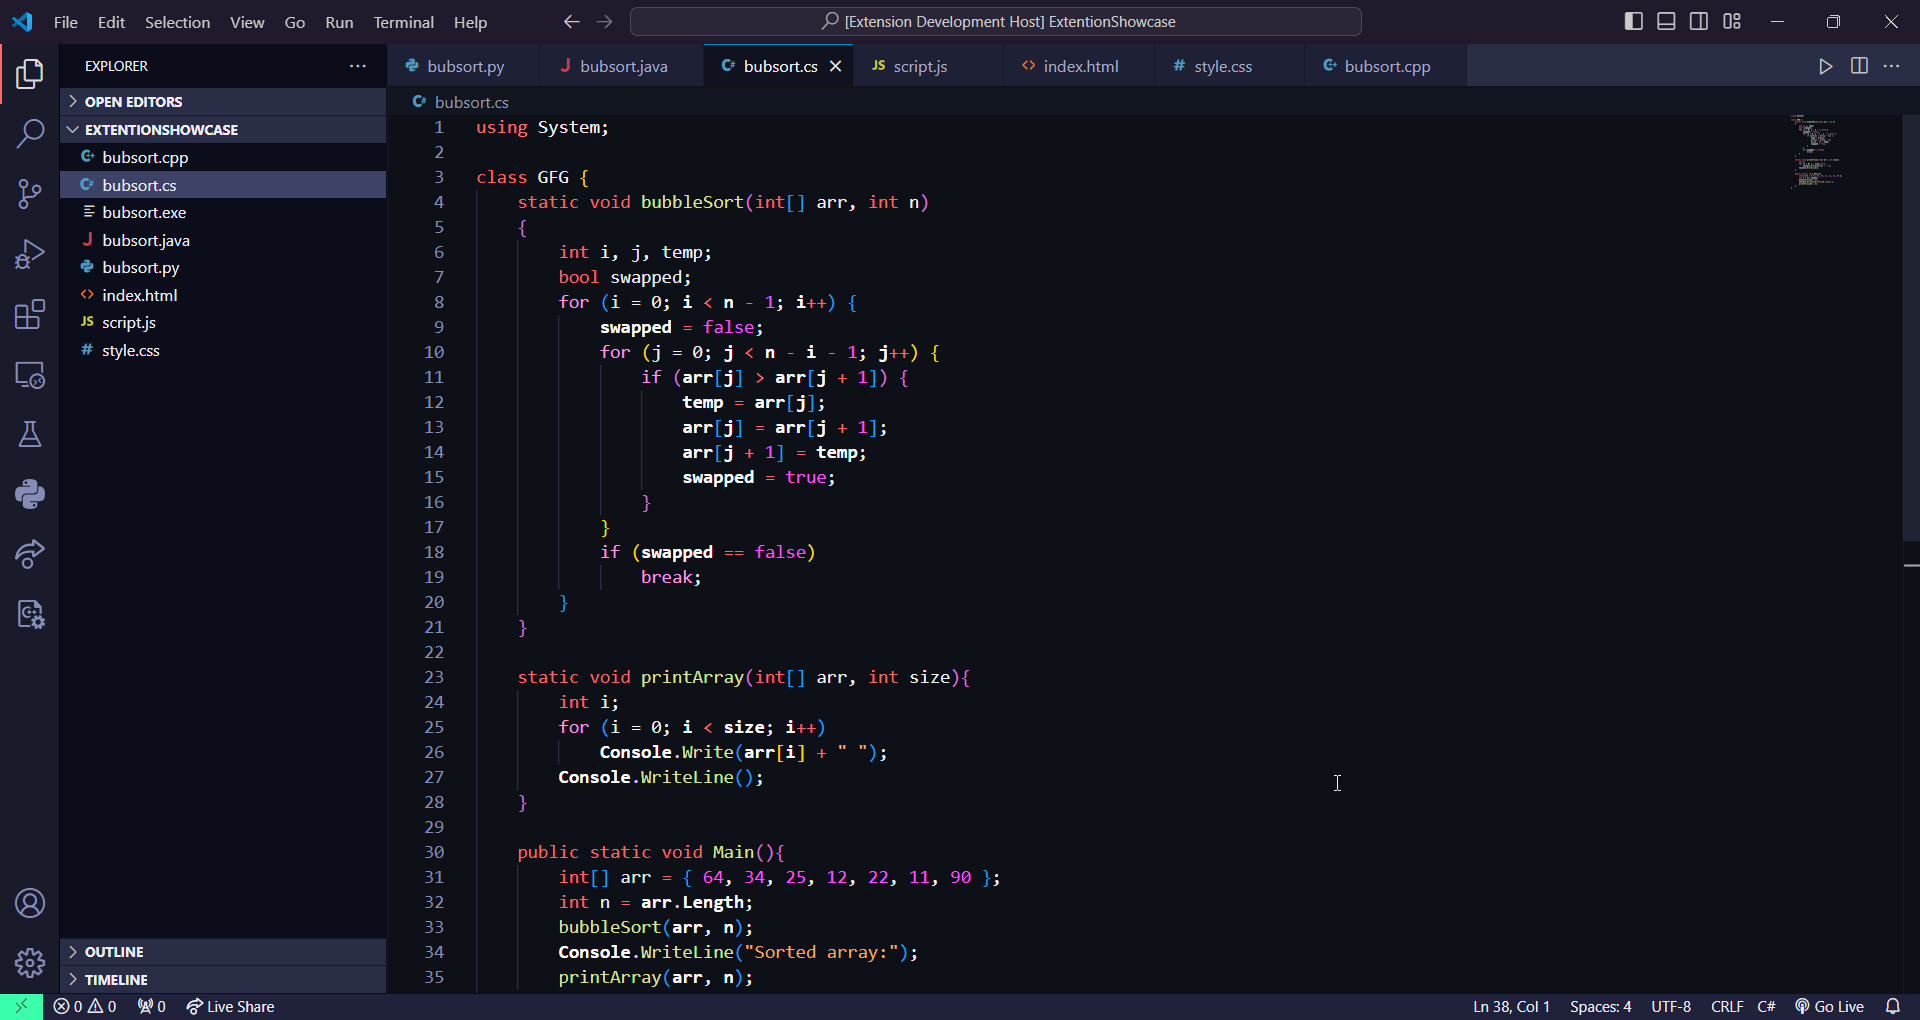 File Edit Selection View Go Run Terminal Help
[Extension Development Host] ExtentionShowcase
EXPLORER
OPEN EDITORS
EXTENTIONSHOWCASE
bubsort.cpp
bubsort.cs
bubsort.exe
bubsort.java
bubsort.py
index.html
JS script.js
# style.css
OUTLINE
TIMELINE
bubsort.py J bubsort.java C# bubsort.cs JS script.js <> index.html # style.css bubsort.cpp
C# bubsort.cs
1 using System;
2
3 class GFG {
4     static void bubbleSort(int[] arr, int n)
5     {
6         int i, j, temp;
7         bool swapped;
8         for (i = 0; i < n - 1; i++) {
9             swapped = false;
10             for (j = 0; j < n - i - 1; j++) {
11                 if (arr[j] > arr[j + 1]) {
12                     temp = arr[j];
13                     arr[j] = arr[j + 1];
14                     arr[j + 1] = temp;
15                     swapped = true;
16                 }
17             }
18             if (swapped == false)
19                 break;
20         }
21     }
22
23     static void printArray(int[] arr, int size){
24         int i;
25         for (i = 0; i < size; i++)
26             Console.Write(arr[i] + " ");
27         Console.WriteLine();
28     }
29
30     public static void Main(){
31         int[] arr = { 64, 34, 25, 12, 22, 11, 90 };
32         int n = arr.Length;
33         bubbleSort(arr, n);
34         Console.WriteLine("Sorted array:");
35         printArray(arr, n);
0 0 0 Live Share Ln 38, Col 1 Spaces: 4 UTF-8 CRLF C# Go Live